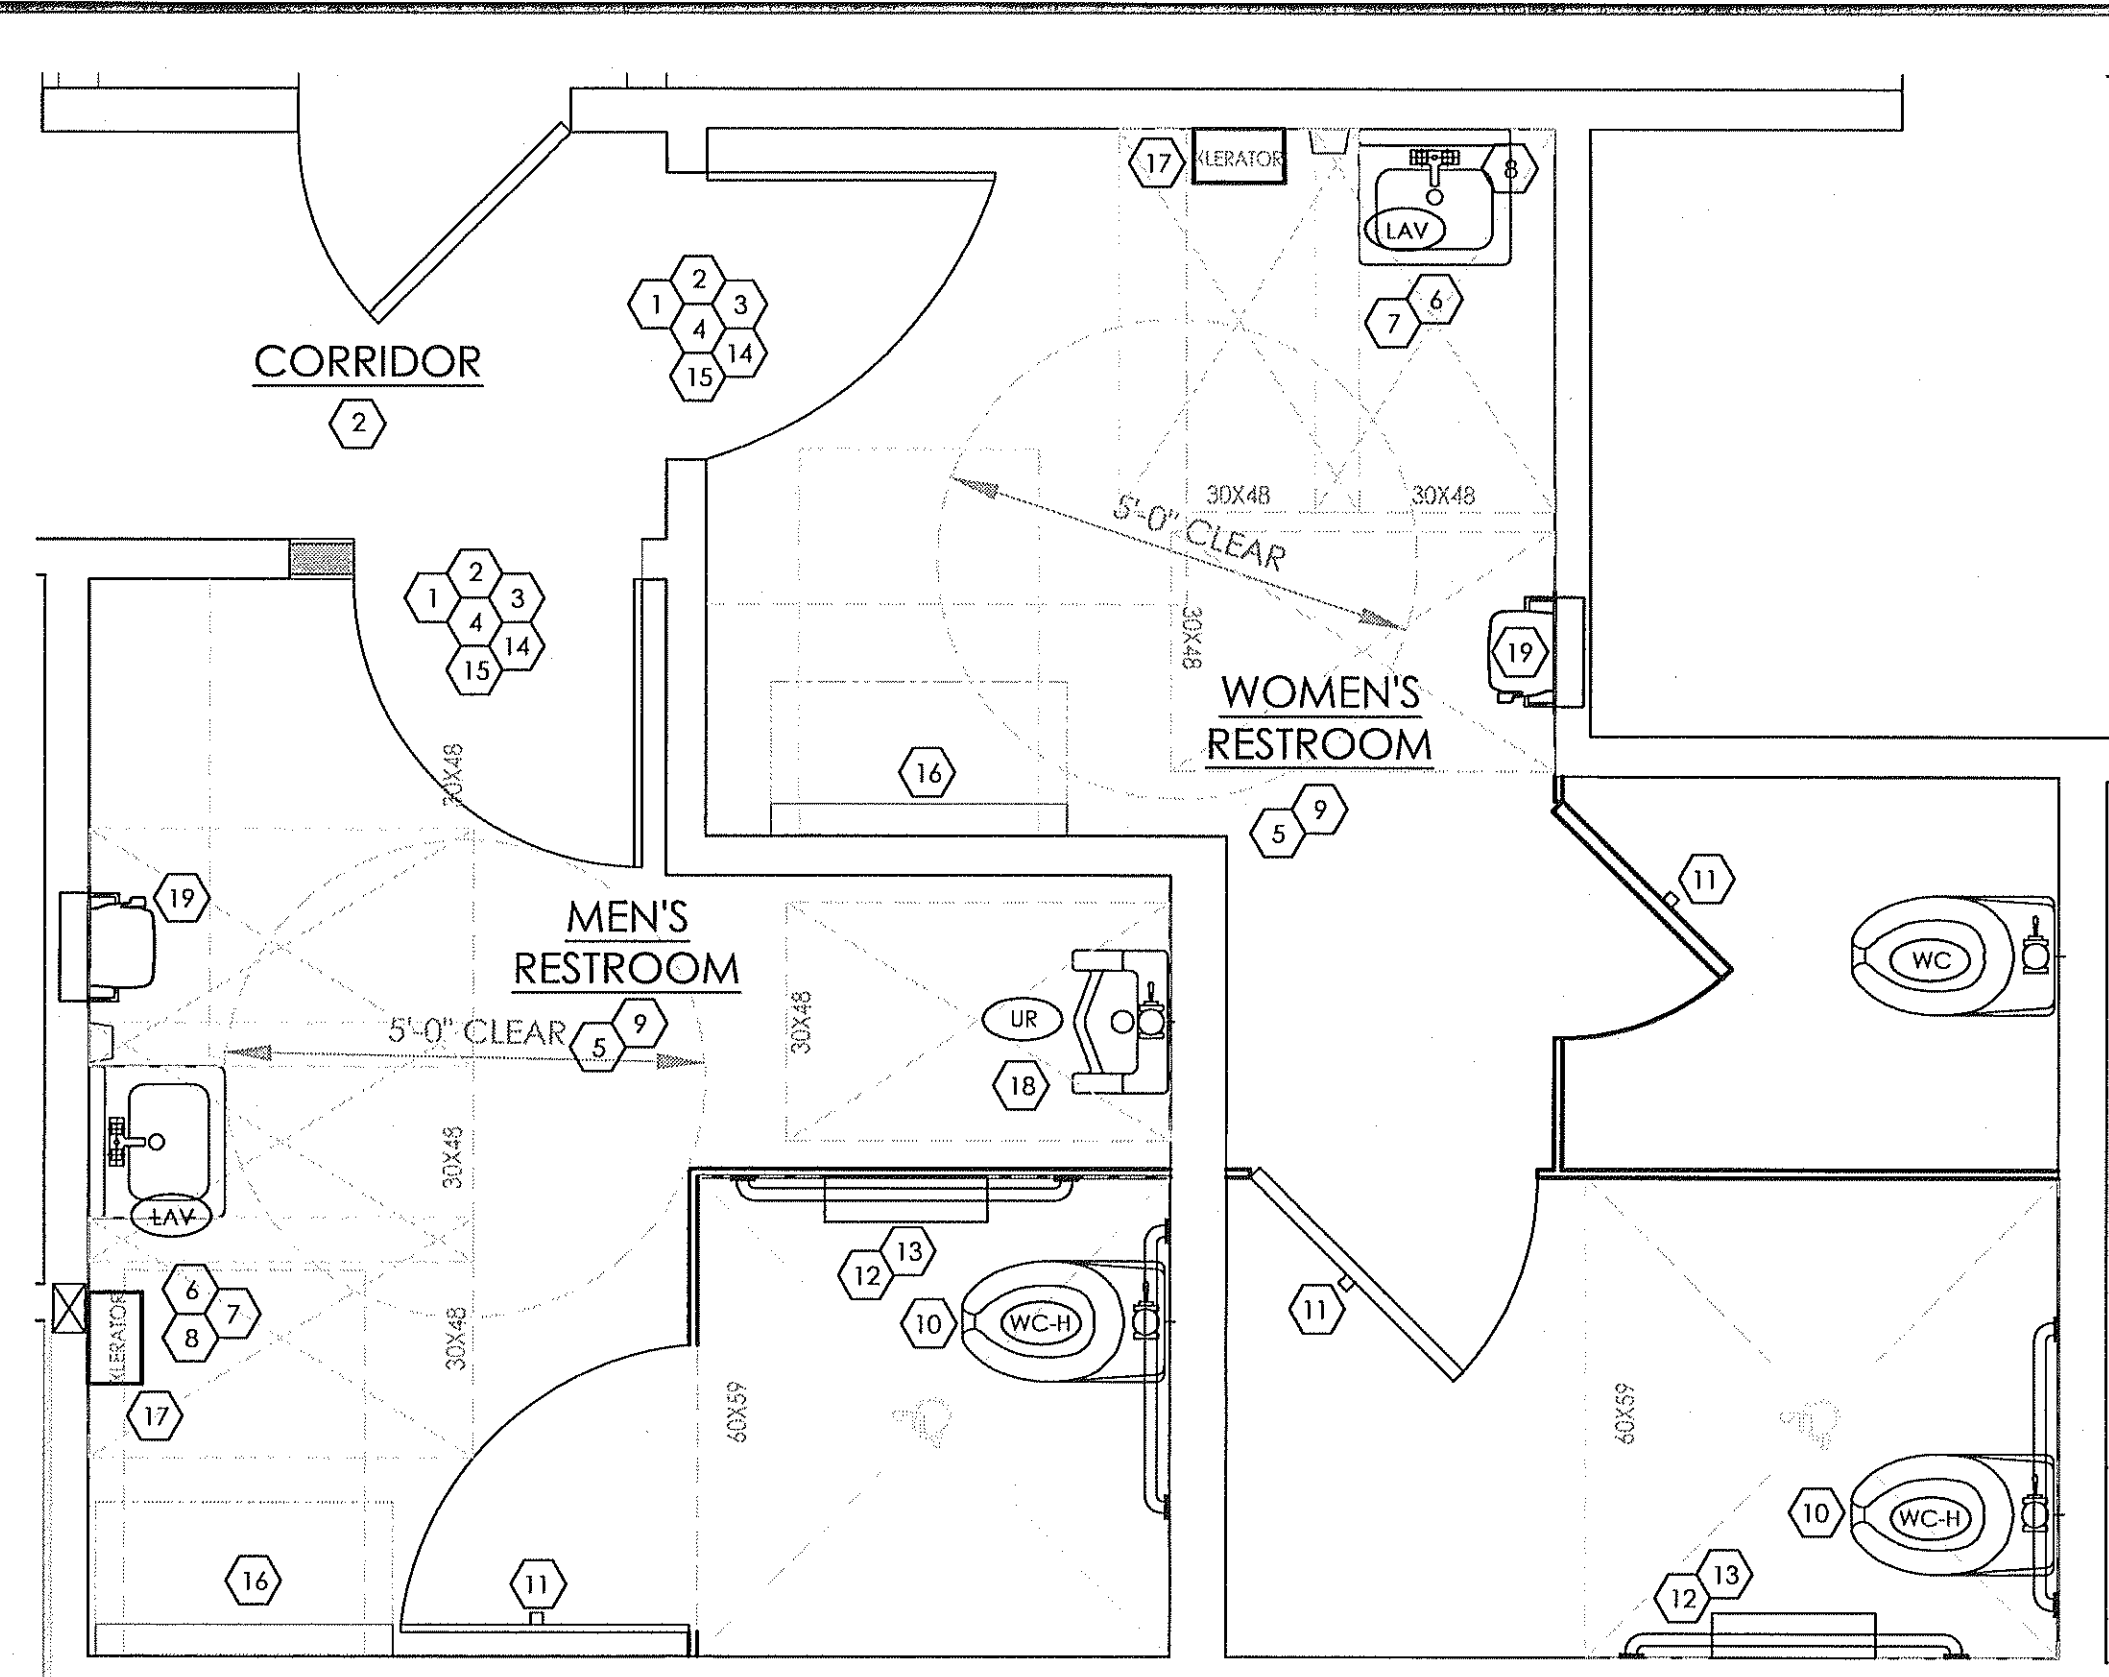 17
XLERATOR
8
LAV
2
1
3
4
14
15
6
7
CORRIDOR
2
30X48
30X48
5'-0" CLEAR
2
1
3
4
14
15
30X48
19
WOMEN'S
RESTROOM
16
9
5
30X48
19
11
MEN'S
RESTROOM
WC
5'-0" CLEAR
9
5
30X48
UR
18
30X48
LAV
13
12
6
7
8
XLERATOR
30X48
10
WC-H
11
17
60X59
60X59
10
WC-H
16
11
13
12